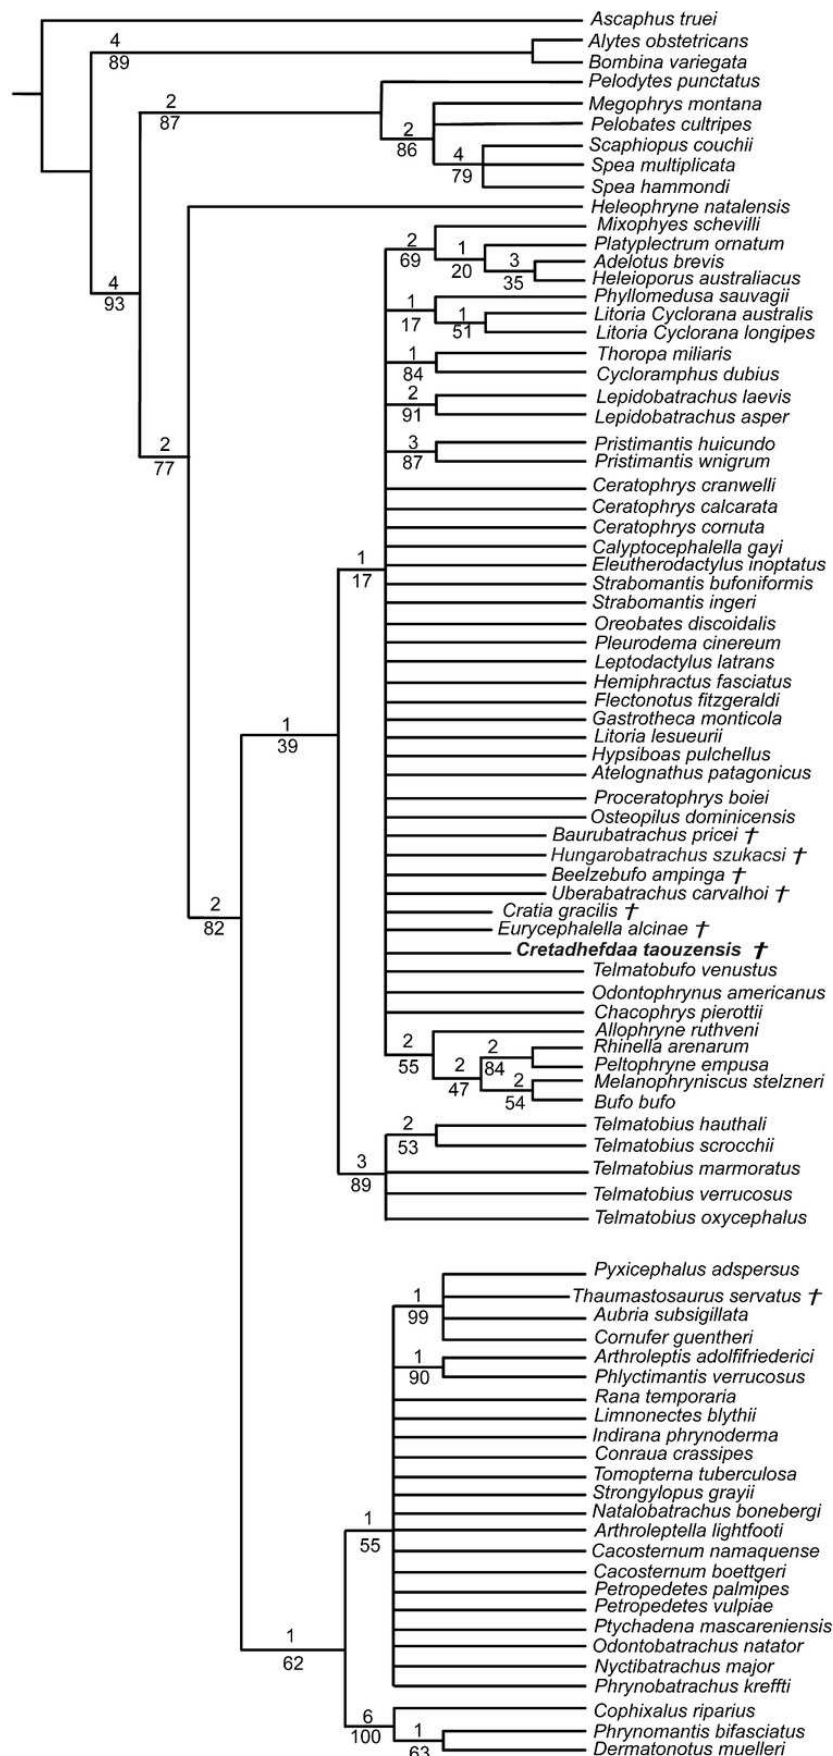 Ascaphus truei
4
Alytes obstetricans
89
Bombina variegata
Pelodytes punctatus
2
Megophrys montana
87
Pelobates cultripes
2
86
Scaphiopus couchii
4
Spea multiplicata
79
Spea hammondi
Heleophryne natalensis
Mixophyes schevilli
2
Platyplectrum ornatum
1
69
Adelotus brevis
3
20
Heleioporus australiacus
35
4
93
Phyllomedusa sauvagii
1
Litoria Cyclorana australis
1
17
51
Litoria Cyclorana longipes
1
Thoropa miliaris
84
Cycloramphus dubius
2
Lepidobatrachus laevis
91
Lepidobatrachus asper
2
77
3
Pristimantis huicundo
87
Pristimantis wnigrum
Ceratophrys cranwelli
Ceratophrys calcarata
Ceratophrys cornuta
Calyptocephalella gayi
1
17
Eleutherodactylus inoptatus
Strabomantis bufoniformis
Strabomantis ingeri
Oreobates discoidalis
Pleurodema cinereum
Leptodactylus latrans
Hemiphractus fasciatus
Flectonotus fitzgeraldi
Gastrotheca monticola
1
39
Litoria lesueurii
Hypsiboas pulchellus
Atelognathus patagonicus
Proceratophrys boiei
Osteopilus dominicensis
Baurubatrachus pricei †
Hungarobatrachus szukacsi †
Beelzebufo ampinga †
Uberabatrachus carvalhoi †
2
82
Cratia gracilis †
Eurycephalella alcinae †
Cretadhefdaa taouzensis †
Telmatobufo venustus
Odontophrynus americanus
Chacophrys pierottii
Allophryne ruthveni
2
55
Rhinella arenarum
2
84
Peltophryne empusa
2
47
Melanophryniscus stelzneri
2
54
Bufo bufo
Telmatobius hauthali
2
53
Telmatobius scrocchii
3
89
Telmatobius marmoratus
Telmatobius verrucosus
Telmatobius oxycephalus
Pyxicephalus adspersus
1
99
Thaumastosaurus servatus †
Aubria subsigillata
Cornufer guentheri
Arthroleptis adolfifriederici
1
90
Phlyctimantis verrucosus
Rana temporaria
Limnonectes blythii
Indirana phrynoderma
Conraua crassipes
Tomopterna tuberculosa
Strongylopus grayii
Natalobatrachus bonebergi
1
55
Arthroleptella lightfooti
Cacosternum namaquense
Cacosternum boettgeri
Petropedetes palmipes
Petropedetes vulpiae
Ptychadena mascareniensis
1
62
Odontobatrachus natator
Nyctibatrachus major
Phrynobatrachus kreffti
Cophixalus riparius
6
100
Phrynomantis bifasciatus
1
63
Dermatonotus muelleri